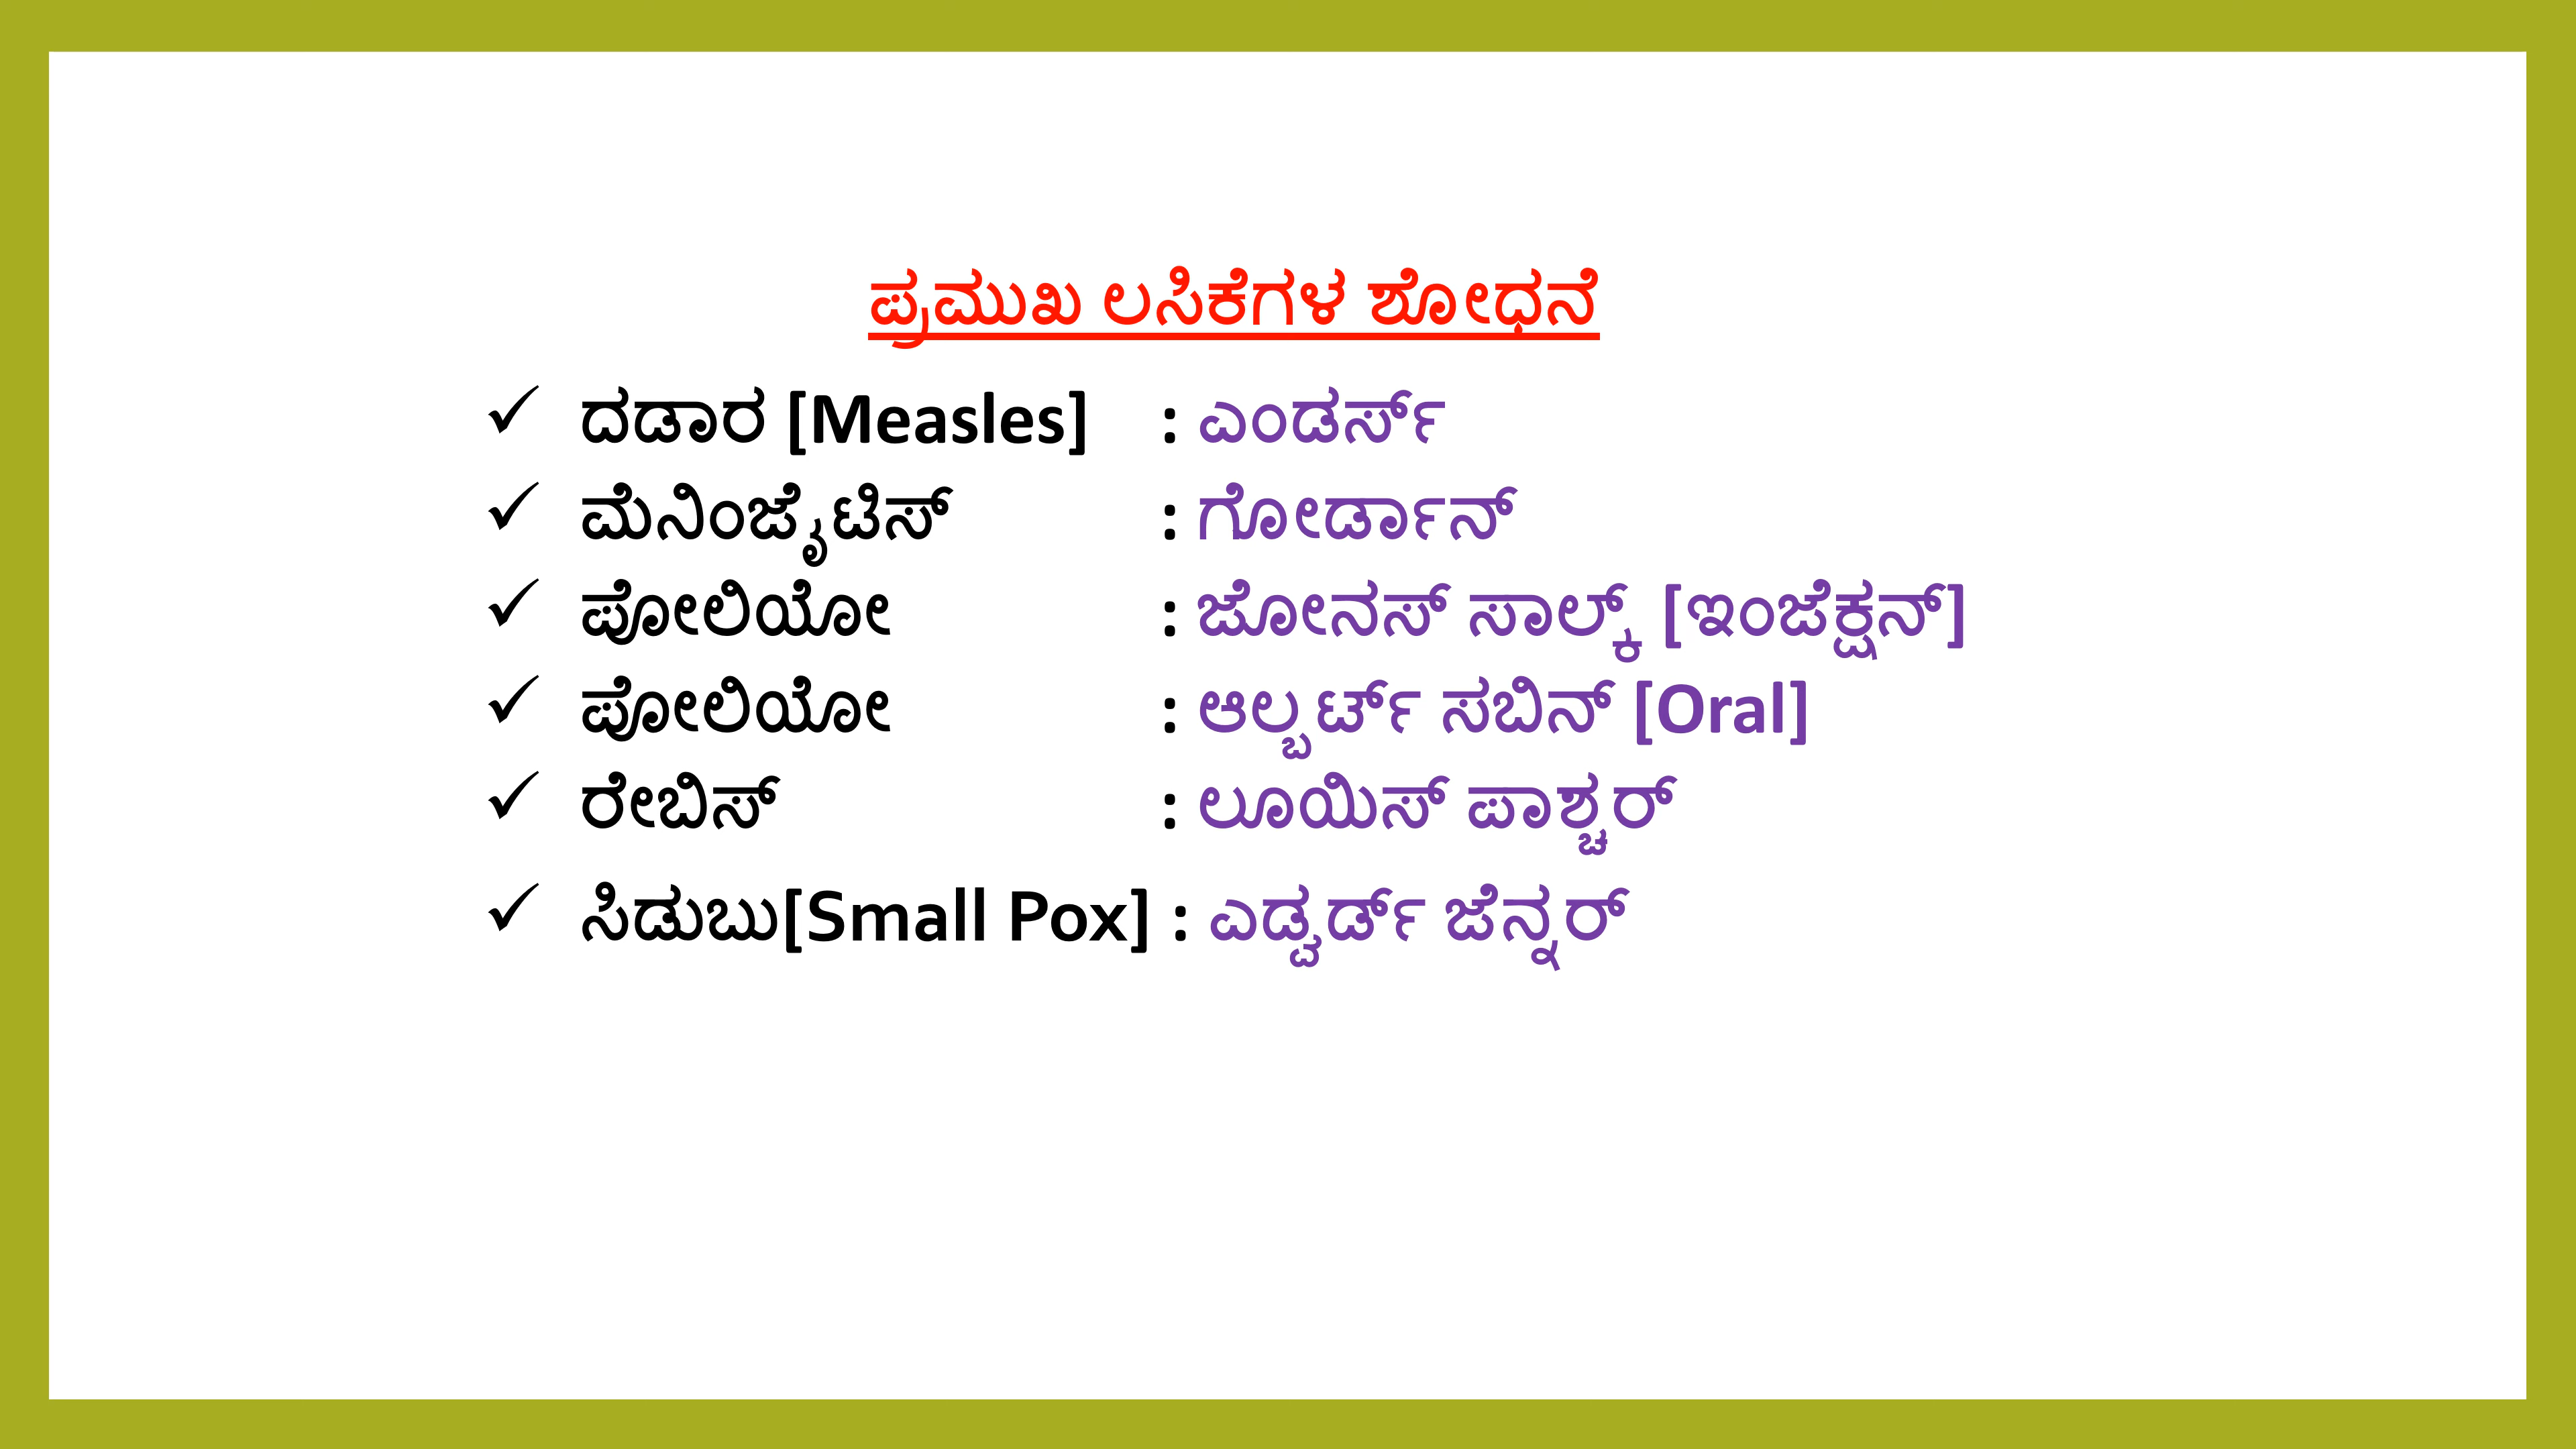 ಪ್ರಮುಖ ಲಸಿಕೆಗಳ ಶೋಧನೆ
✓ ದಡಾರ [Measles] : ಎಂಡರ್ಸ್
✓ ಮೆನಿಂಜೈಟಿಸ್ : ಗೋರ್ಡಾನ್
✓ ಪೋಲಿಯೋ : ಜೋನಸ್ ಸಾಲ್ಕ್ [ಇಂಜೆಕ್ಷನ್]
✓ ಪೋಲಿಯೋ : ಆಲ್ಬರ್ಟ್ ಸಬಿನ್ [Oral]
✓ ರೇಬಿಸ್ : ಲೂಯಿಸ್ ಪಾಶ್ಚರ್
✓ ಸಿಡುಬು[Small Pox] : ಎಡ್ವರ್ಡ್ ಜೆನ್ನರ್